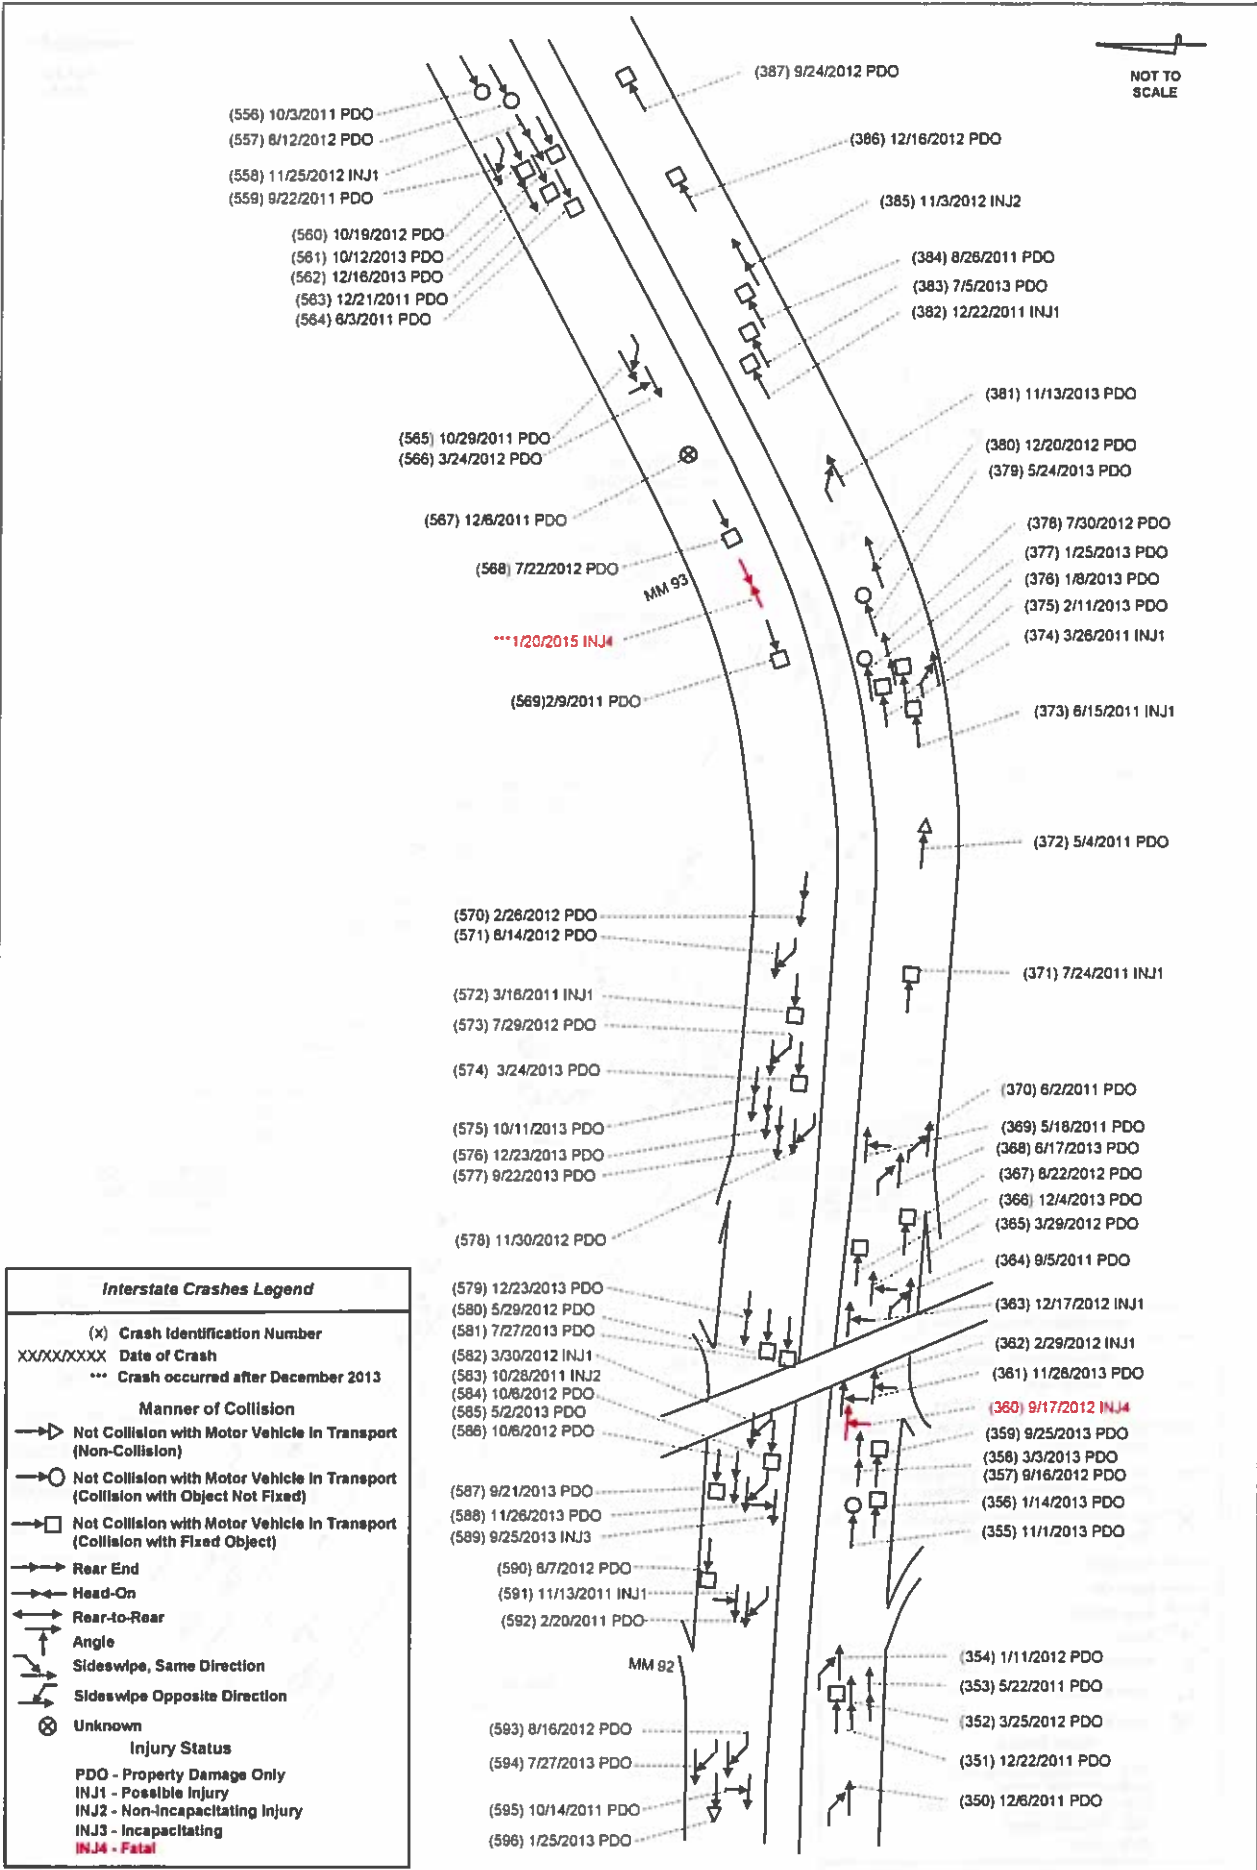 NOT TO
SCALE
(387) 9/24/2012 PDO
(386) 12/16/2012 PDO
(385) 11/3/2012 INJ2
(384) 8/26/2011 PDO
(383) 7/5/2013 PDO
(382) 12/22/2011 INJ1
(381) 11/13/2013 PDO
(380) 12/20/2012 PDO
(379) 5/24/2013 PDO
(378) 7/30/2012 PDO
(377) 1/25/2013 PDO
(376) 1/8/2013 PDO
(375) 2/11/2013 PDO
(374) 3/26/2011 INJ1
(373) 6/15/2011 INJ1
(372) 5/4/2011 PDO
(371) 7/24/2011 INJ1
(370) 6/2/2011 PDO
(369) 5/18/2011 PDO
(368) 6/17/2013 PDO
(367) 8/22/2012 PDO
(366) 12/4/2013 PDO
(365) 3/29/2012 PDO
(364) 9/5/2011 PDO
(363) 12/17/2012 INJ1
(362) 2/29/2012 INJ1
(361) 11/26/2013 PDO
(360) 9/17/2012 INJ4
(359) 9/25/2013 PDO
(358) 3/3/2013 PDO
(357) 9/16/2012 PDO
(356) 1/14/2013 PDO
(355) 11/1/2013 PDO
(354) 1/11/2012 PDO
(353) 5/22/2011 PDO
(352) 3/25/2012 PDO
(351) 12/22/2011 PDO
(350) 12/6/2011 PDO
(556) 10/3/2011 PDO
(557) 8/12/2012 PDO
(558) 11/25/2012 INJ1
(559) 9/22/2011 PDO
(560) 10/19/2012 PDO
(561) 10/12/2013 PDO
(562) 12/16/2013 PDO
(563) 12/21/2011 PDO
(564) 6/3/2011 PDO
(565) 10/29/2011 PDO
(566) 3/24/2012 PDO
(567) 12/6/2011 PDO
(568) 7/22/2012 PDO
MM 93
***1/20/2015 INJ4
(569)2/9/2011 PDO
(570) 2/26/2012 PDO
(571) 8/14/2012 PDO
(572) 3/16/2011 INJ1
(573) 7/29/2012 PDO
(574) 3/24/2013 PDO
(575) 10/11/2013 PDO
(576) 12/23/2013 PDO
(577) 9/22/2013 PDO
(578) 11/30/2012 PDO
(579) 12/23/2013 PDO
(580) 5/29/2012 PDO
(581) 7/27/2013 PDO
(582) 3/30/2012 INJ1
(583) 10/28/2011 INJ2
(584) 10/6/2012 PDO
(585) 5/2/2013 PDO
(586) 10/6/2012 PDO
(587) 9/21/2013 PDO
(588) 11/26/2013 PDO
(589) 9/25/2013 INJ3
(590) 8/7/2012 PDO
(591) 11/13/2011 INJ1
(592) 2/20/2011 PDO
MM 92
(593) 8/16/2012 PDO
(594) 7/27/2013 PDO
(595) 10/14/2011 PDO
(596) 1/25/2013 PDO
Interstate Crashes Legend
(x) Crash Identification Number
XX/XX/XXXX Date of Crash
*** Crash occurred after December 2013
Manner of Collision
Not Collision with Motor Vehicle In Transport
(Non-Collision)
Not Collision with Motor Vehicle In Transport
(Collision with Object Not Fixed)
Not Collision with Motor Vehicle In Transport
(Collision with Fixed Object)
Rear End
Head-On
Rear-to-Rear
Angle
Sideswipe, Same Direction
Sideswipe Opposite Direction
Unknown
Injury Status
PDO - Property Damage Only
INJ1 - Possible Injury
INJ2 - Non-Incapacitating Injury
INJ3 - Incapacitating
INJ4 - Fatal